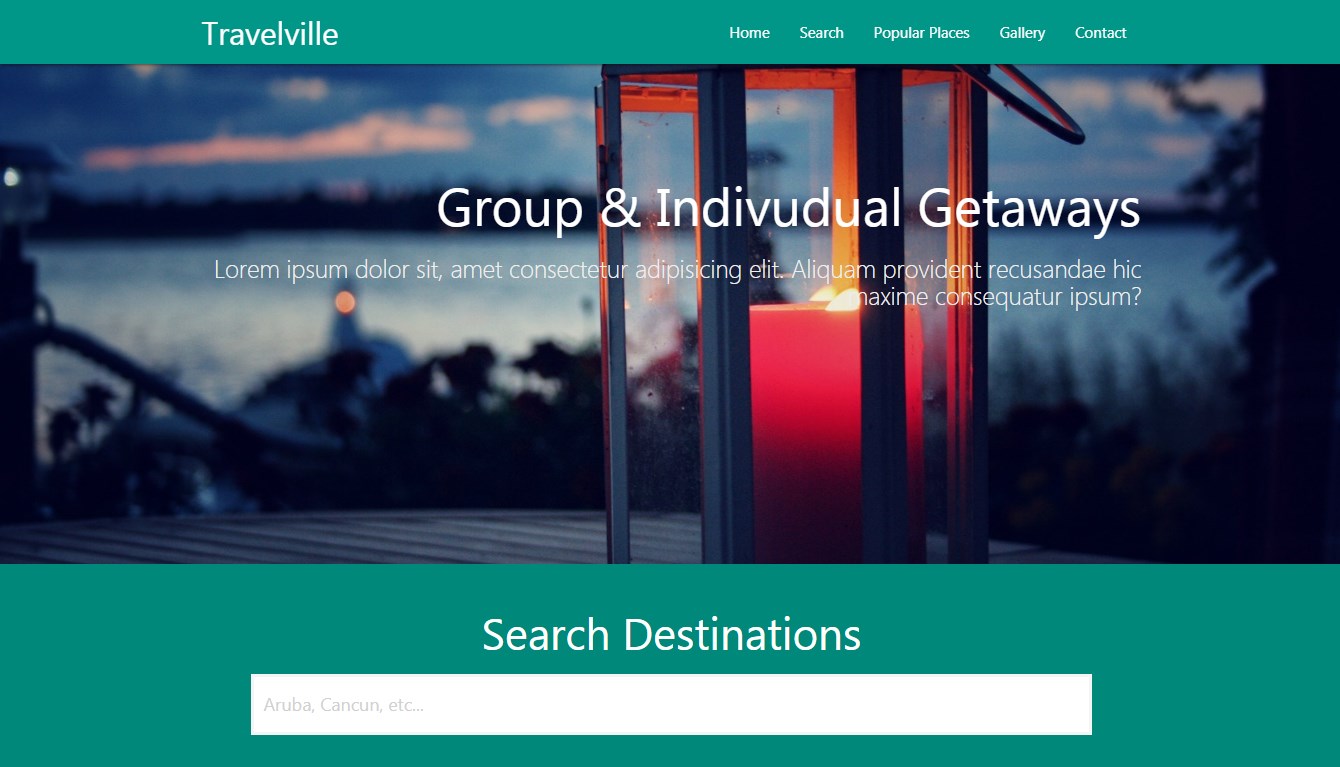 Travelville
Home Search Popular Places Gallery Contact
Group & Indivudual Getaways
Lorem ipsum dolor sit, amet consectetur adipisicing elit. Aliquam provident recusandae hic
maxime consequatur ipsum?
Search Destinations
Aruba, Cancun, etc...